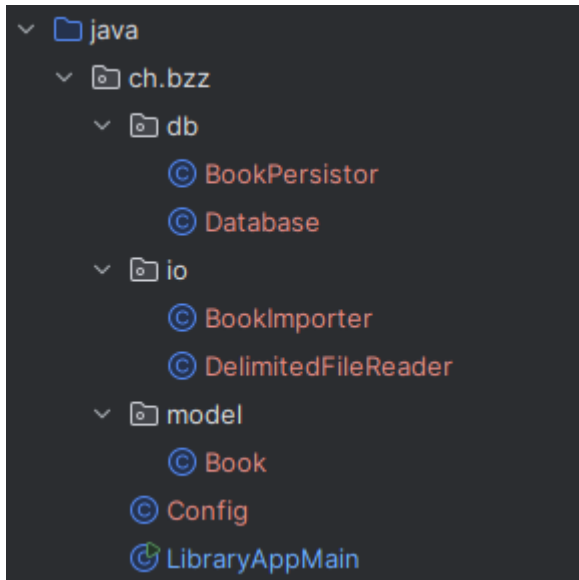 java
ch.bzz
db
BookPersistor
Database
io
BookImporter
DelimitedFileReader
model
Book
Config
LibraryAppMain